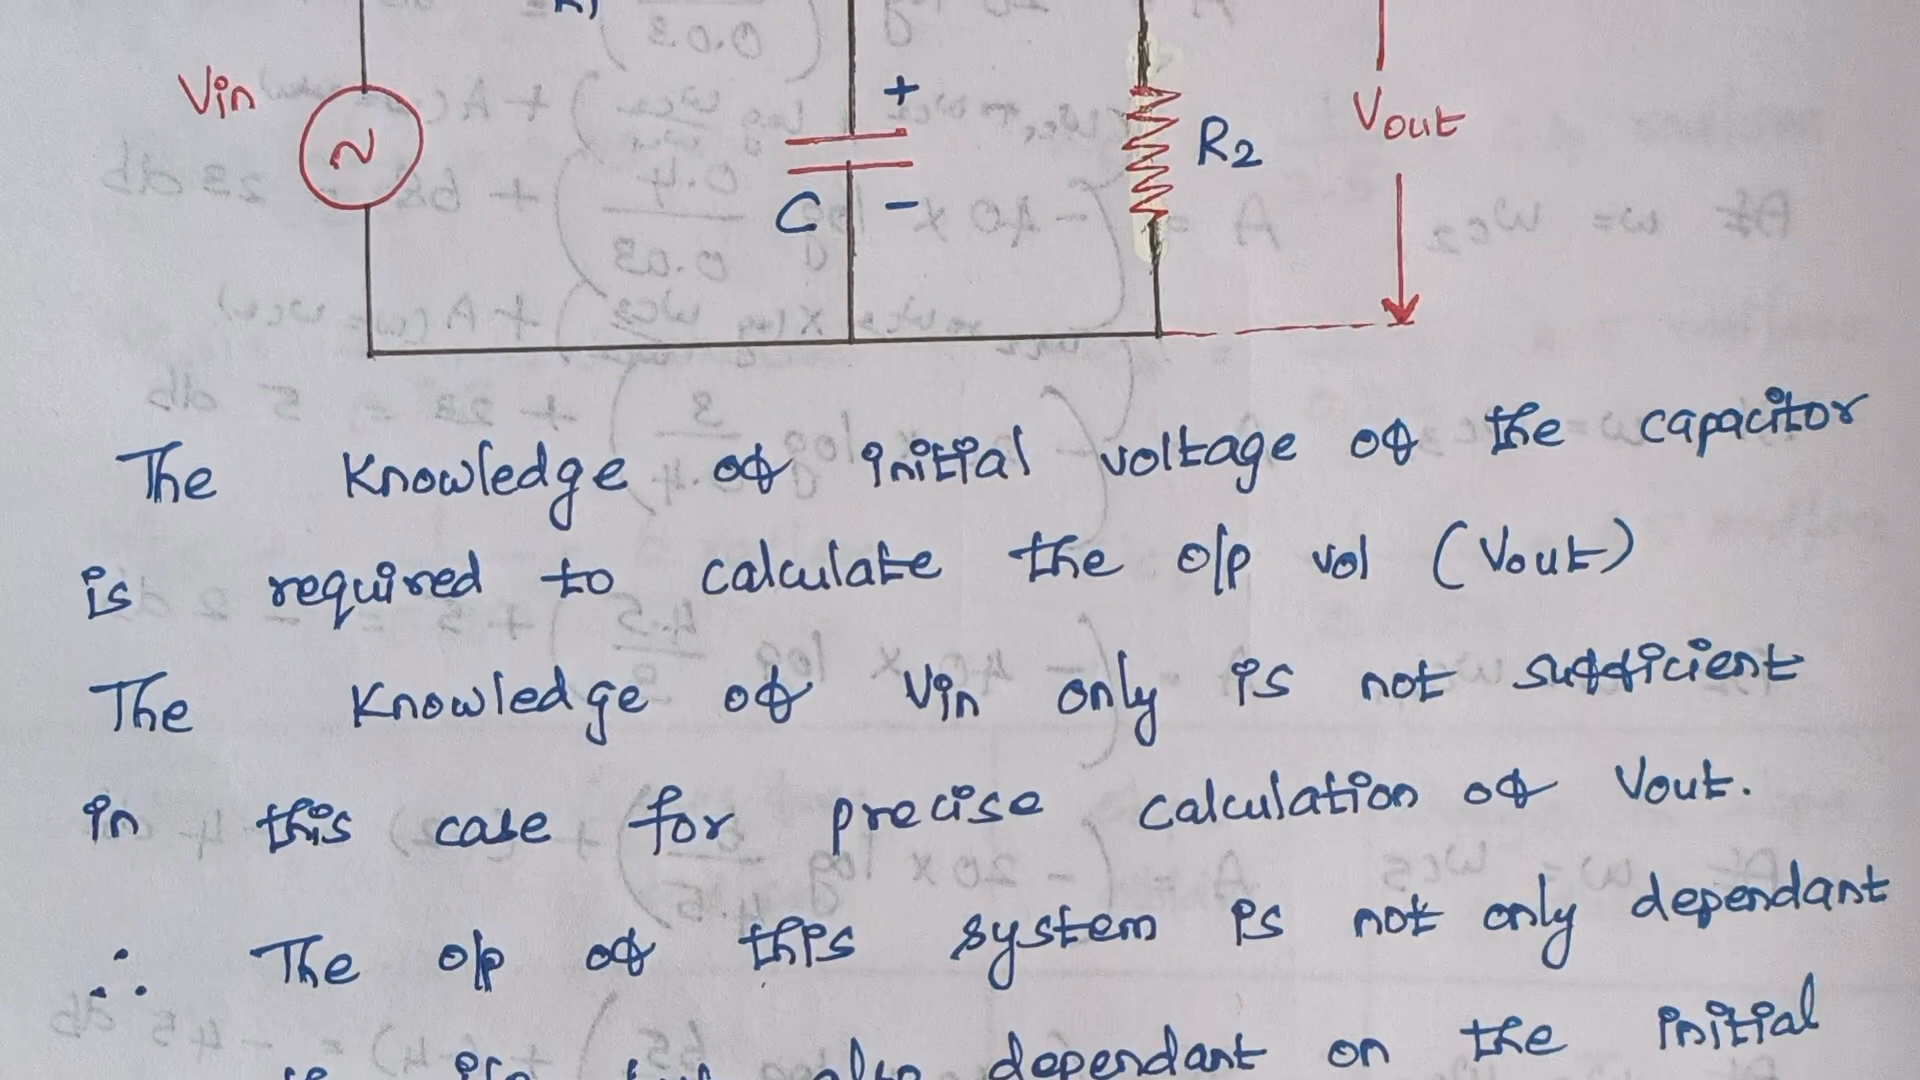 Vin
+
C
-
R2
Vout
The Knowledge of initial voltage of the capacitor
is required to calculate the o/p vol (Vout)
The Knowledge of Vin only is not sufficient
in this case for precise calculation of Vout.
∴ The o/p of this system is not only dependant
also dependant on the initial